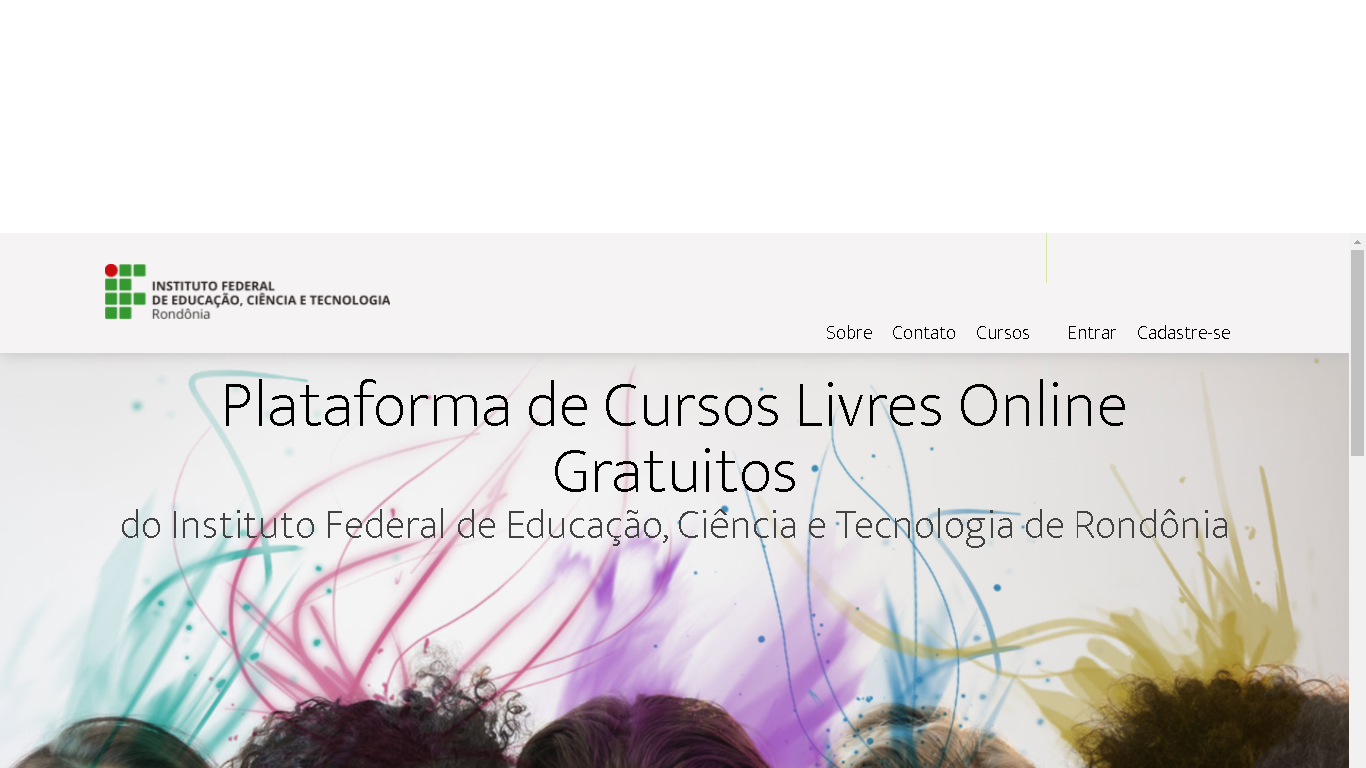 INSTITUTO FEDERAL
DE EDUCAÇÃO, CIÊNCIA E TECNOLOGIA
Rondônia
Sobre Contato Cursos Entrar Cadastre-se
Plataforma de Cursos Livres Online
Gratuitos
do Instituto Federal de Educação, Ciência e Tecnologia de Rondônia